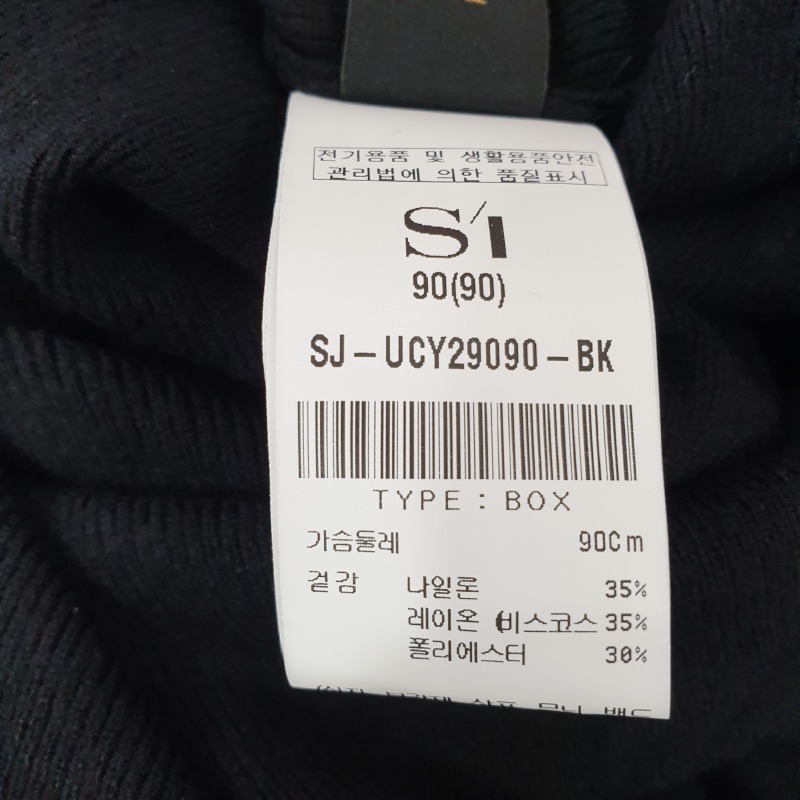 전기용품 및 생활용품안전
관리법에 의한 품질표시
S'I
90(90)
SJ-UCY29090-BK
TYPE : BOX
가슴둘레 90Cm
겉감 나일론 35%
레이온 (비스코스 35%
폴리에스터 30%